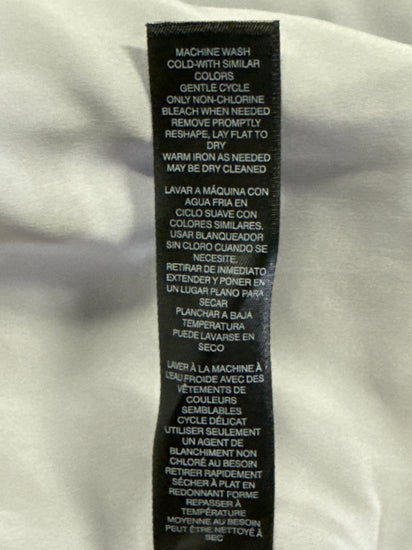 MACHINE WASH
COLD-WITH SIMILAR
COLORS
GENTLE CYCLE
ONLY NON-CHLORINE
BLEACH WHEN NEEDED
REMOVE PROMPTLY
RESHAPE, LAY FLAT TO
DRY
WARM IRON AS NEEDED
MAY BE DRY CLEANED
LAVAR A MÁQUINA CON
AGUA FRIA EN
CICLO SUAVE CON
COLORES SIMILARES.
USAR BLANQUEADOR
SIN CLORO CUANDO SE
NECESITE.
RETIRAR DE INMEDIATO
EXTENDER Y PONER EN
UN LUGAR PLANO PARA
SECAR
PLANCHAR A BAJA
TEMPERATURA
PUEDE LAVARSE EN
SECO
LAVER À LA MACHINE À
L'EAU FROIDE AVEC DES
VÊTEMENTS DE
COULEURS
SEMBLABLES
CYCLE DÉLICAT
UTILISER SEULEMENT
UN AGENT DE
BLANCHIMENT NON
CHLORÉ AU BESOIN
RETIRER RAPIDEMENT
SÉCHER À PLAT EN
REDONNANT FORME
REPASSER À
TEMPÉRATURE
MOYENNE AU BESOIN
PEUT ÊTRE NETTOYÉ À
SEC